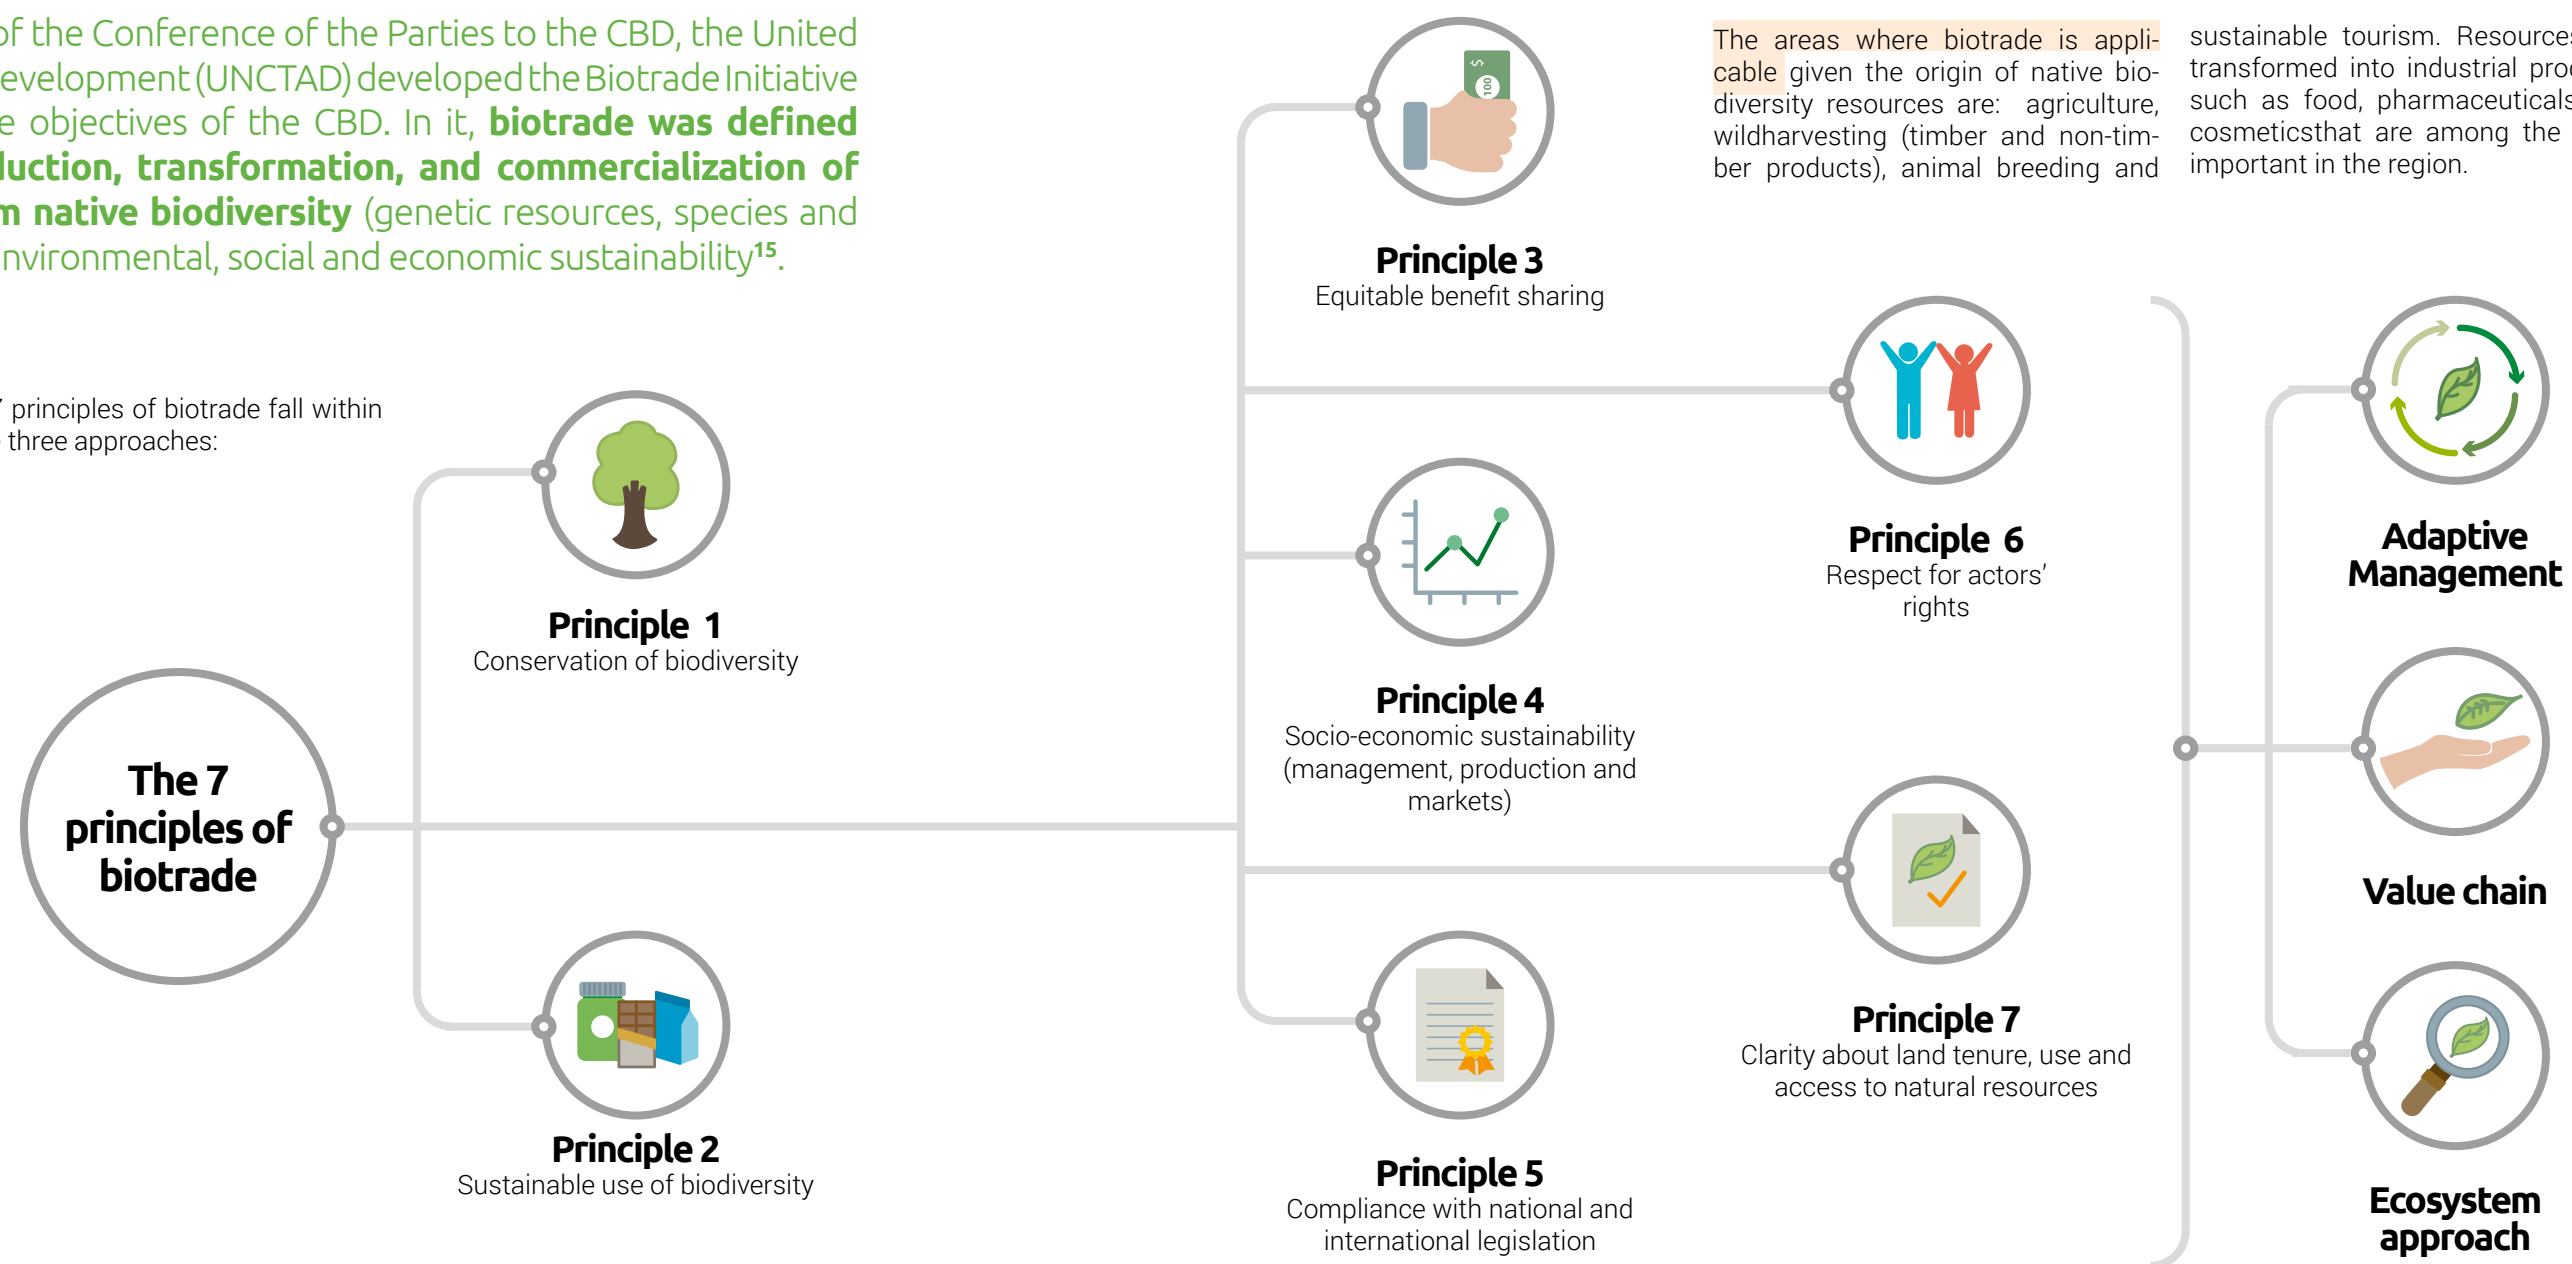 of the Conference of the Parties to the CBD, the United
evelopment (UNCTAD) developed the Biotrade Initiative
e objectives of the CBD. In it, biotrade was defined
duction, transformation, and commercialization of
m native biodiversity (genetic resources, species and
nvironmental, social and economic sustainability15.
7 principles of biotrade fall within
three approaches:
The 7
principles of
biotrade
Principle 1
Conservation of biodiversity
Principle 2
Sustainable use of biodiversity
$
100
Principle 3
Equitable benefit sharing
Principle 4
Socio-economic sustainability
(management, production and
markets)
Principle 5
Compliance with national and
international legislation
The areas where biotrade is appli-
cable given the origin of native bio-
diversity resources are: agriculture,
wildharvesting (timber and non-tim-
ber products), animal breeding and
sustainable tourism. Resources
transformed into industrial prod
such as food, pharmaceuticals
cosmeticsthat are among the
important in the region.
Principle 6
Respect for actors'
rights
Principle 7
Clarity about land tenure, use and
access to natural resources
Adaptive
Management
Value chain
Ecosystem
approach